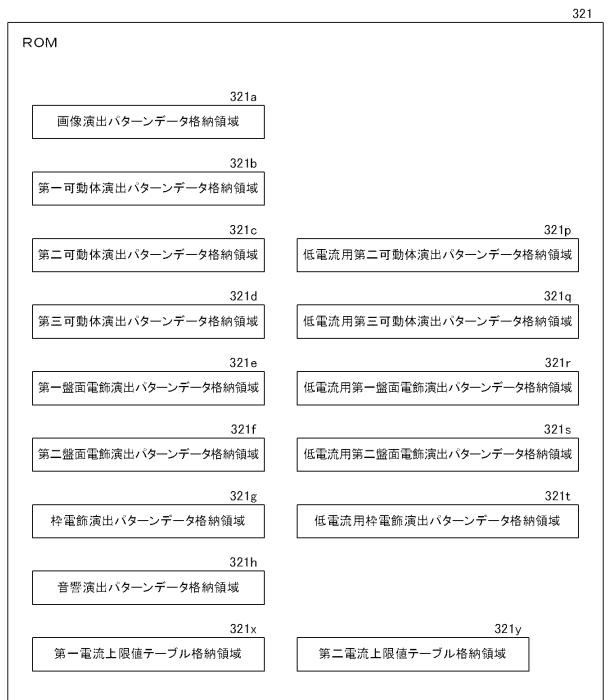 321
ROM
321a
画像演出パターンデータ格納領域
321b
第一可動体演出パターンデータ格納領域
321c
第二可動体演出パターンデータ格納領域
321p
低電流用第二可動体演出パターンデータ格納領域
321d
第三可動体演出パターンデータ格納領域
321q
低電流用第三可動体演出パターンデータ格納領域
321e
第一盤面電飾演出パターンデータ格納領域
321r
低電流用第一盤面電飾演出パターンデータ格納領域
321f
第二盤面電飾演出パターンデータ格納領域
321s
低電流用第二盤面電飾演出パターンデータ格納領域
321g
枠電飾演出パターンデータ格納領域
321t
低電流用枠電飾演出パターンデータ格納領域
321h
音響演出パターンデータ格納領域
321x
第一電流上限値テーブル格納領域
321y
第二電流上限値テーブル格納領域